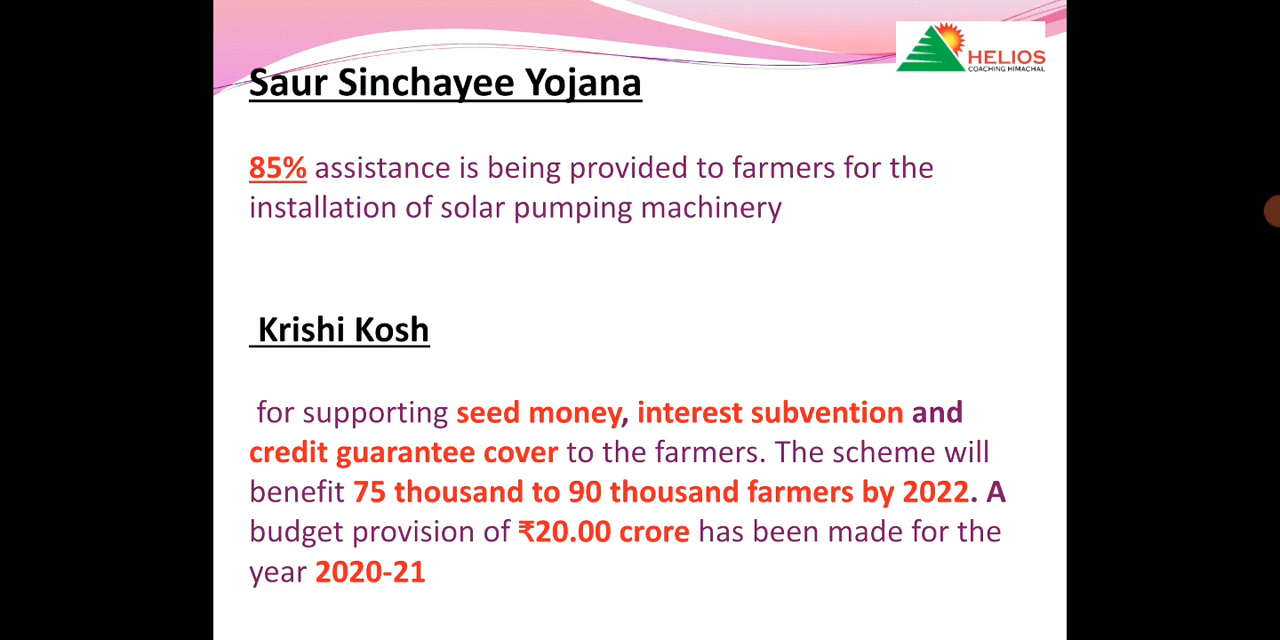 HELIOS
COACHING HIMACHAL
Saur Sinchayee Yojana
85% assistance is being provided to farmers for the
installation of solar pumping machinery
Krishi Kosh
for supporting seed money, interest subvention and
credit guarantee cover to the farmers. The scheme will
benefit 75 thousand to 90 thousand farmers by 2022. A
budget provision of ₹20.00 crore has been made for the
year 2020-21